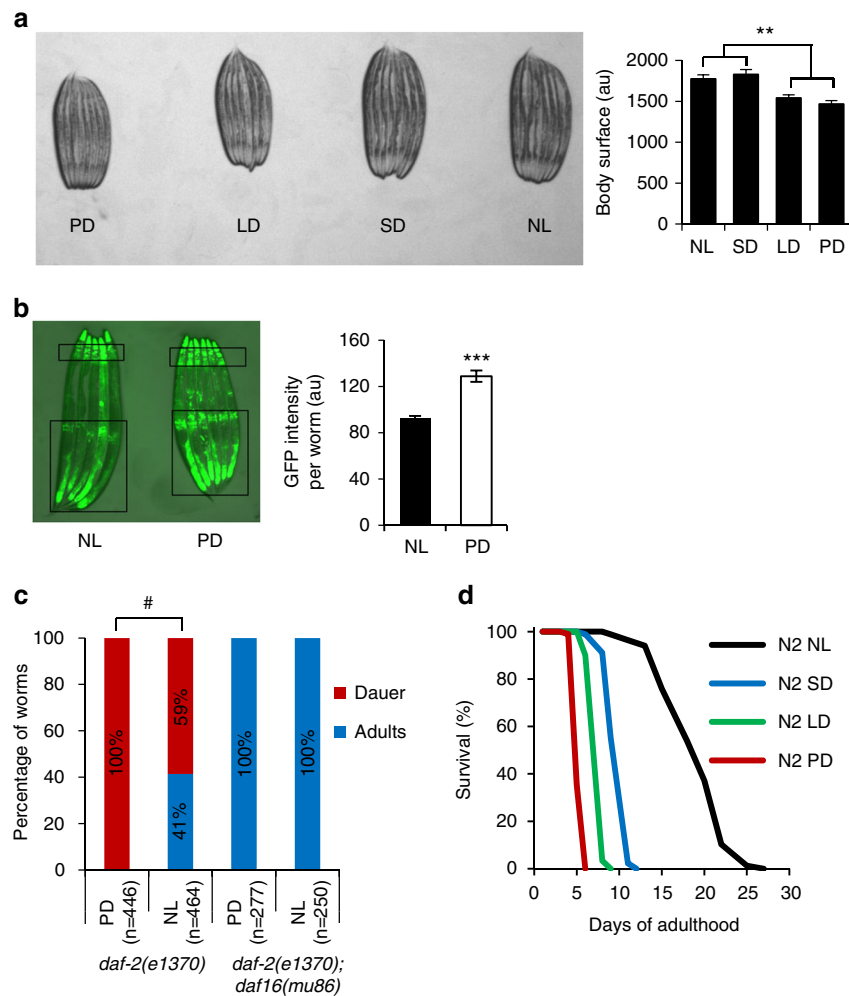 a
PD
LD
SD
NL
**
Body surface (au)
2000
1500
1000
500
0
NL SD LD PD
b
NL
PD
GFP intensity
per worm (au)
160
120
80
40
0
***
NL PD
c
#
Percentage of worms
100
80
60
40
20
0
100%
59%
41%
100%
100%
Dauer
Adults
PD
(n=446)
NL
(n=464)
PD
(n=277)
NL
(n=250)
daf-2(e1370)
daf-2(e1370);
daf16(mu86)
d
Survival (%)
100
80
60
40
20
0
0 5 10 15 20 25 30
Days of adulthood
N2 NL
N2 SD
N2 LD
N2 PD